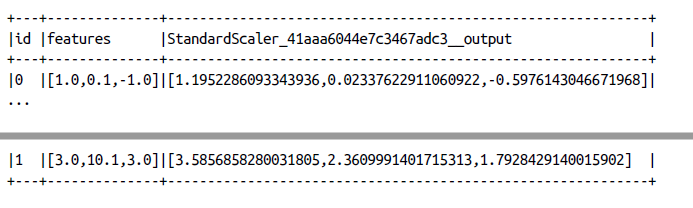 +---+--------------+------------------------------------------------------------+
|id |features      |StandardScaler_41aaa6044e7c3467adc3__output                 |
+---+--------------+------------------------------------------------------------+
|0  |[1.0,0.1,-1.0]|[1.1952286093343936,0.02337622911060922,-0.5976143046671968]|
...
|1  |[3.0,10.1,3.0]|[3.5856858280031805,2.3609991401715313,1.7928429140015902]  |
+---+--------------+------------------------------------------------------------+